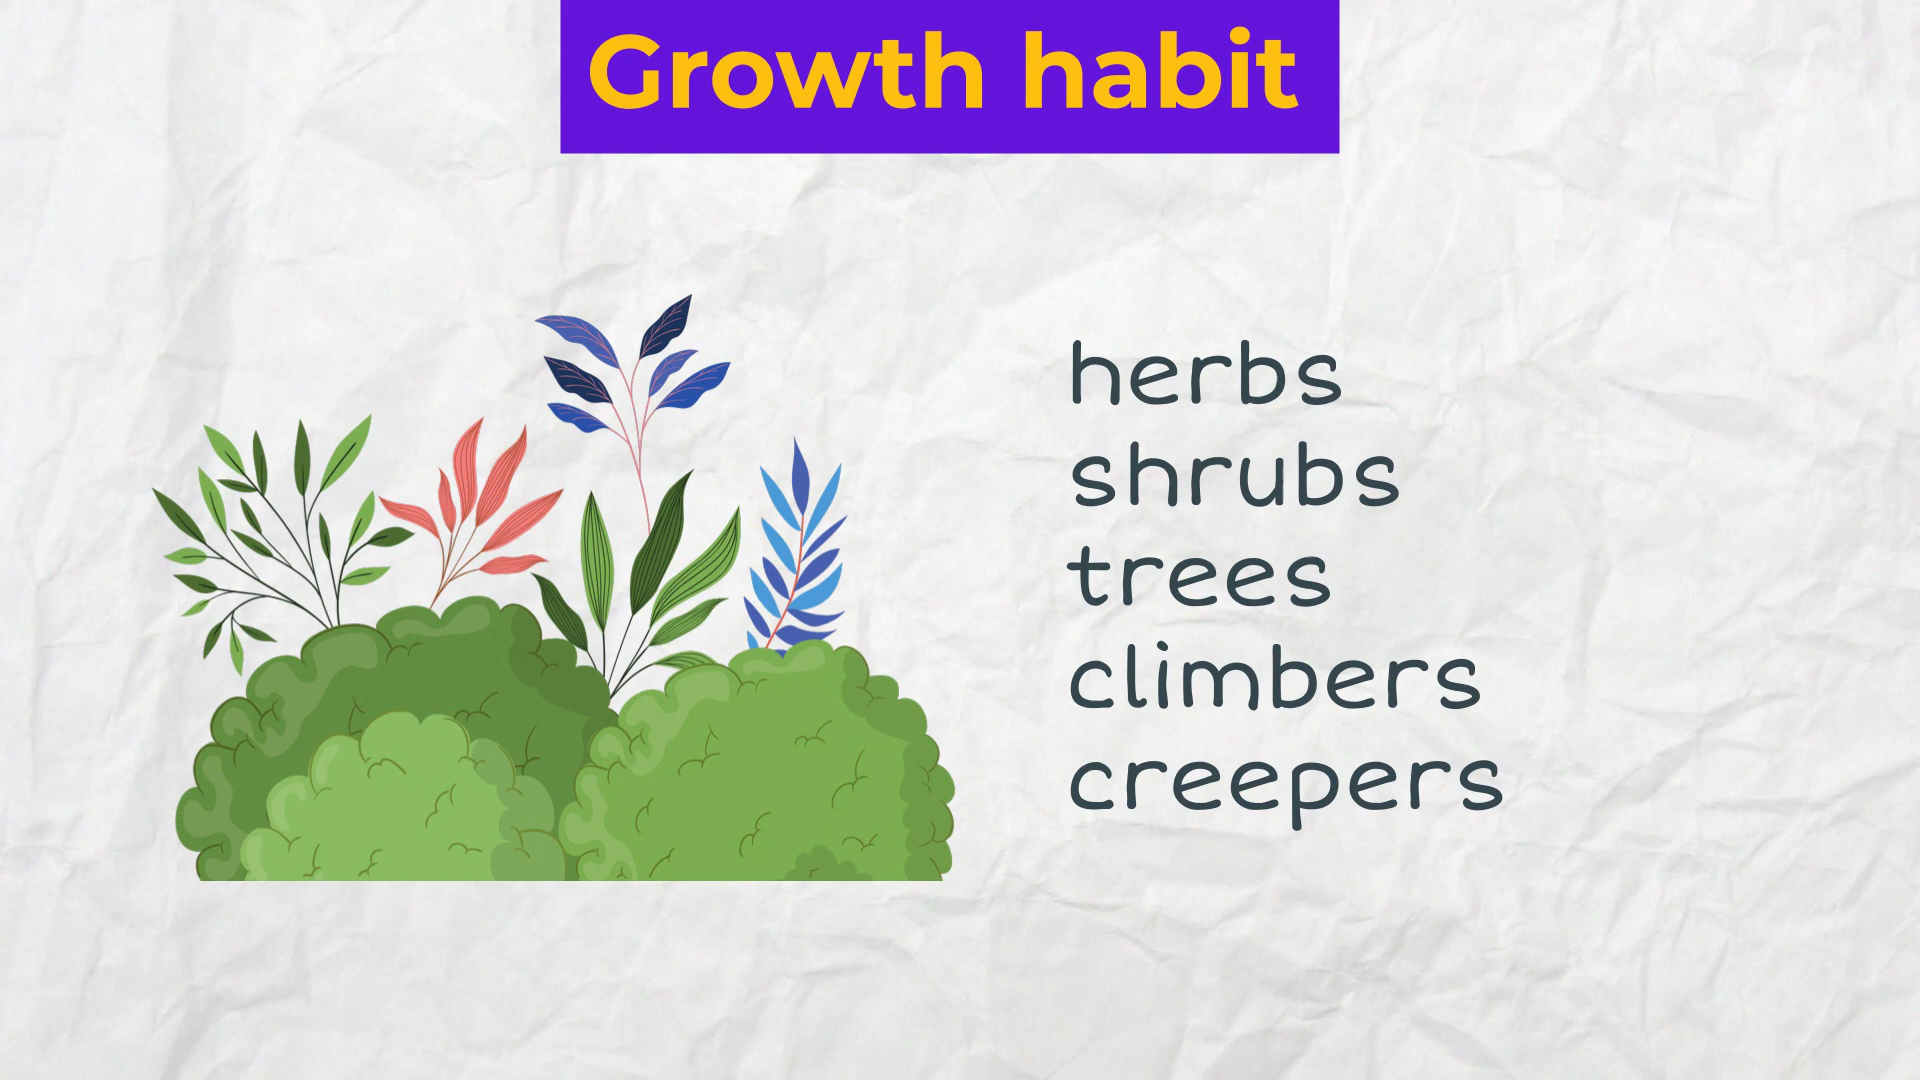 Growth habit
herbs
shrubs
trees
climbers
creepers